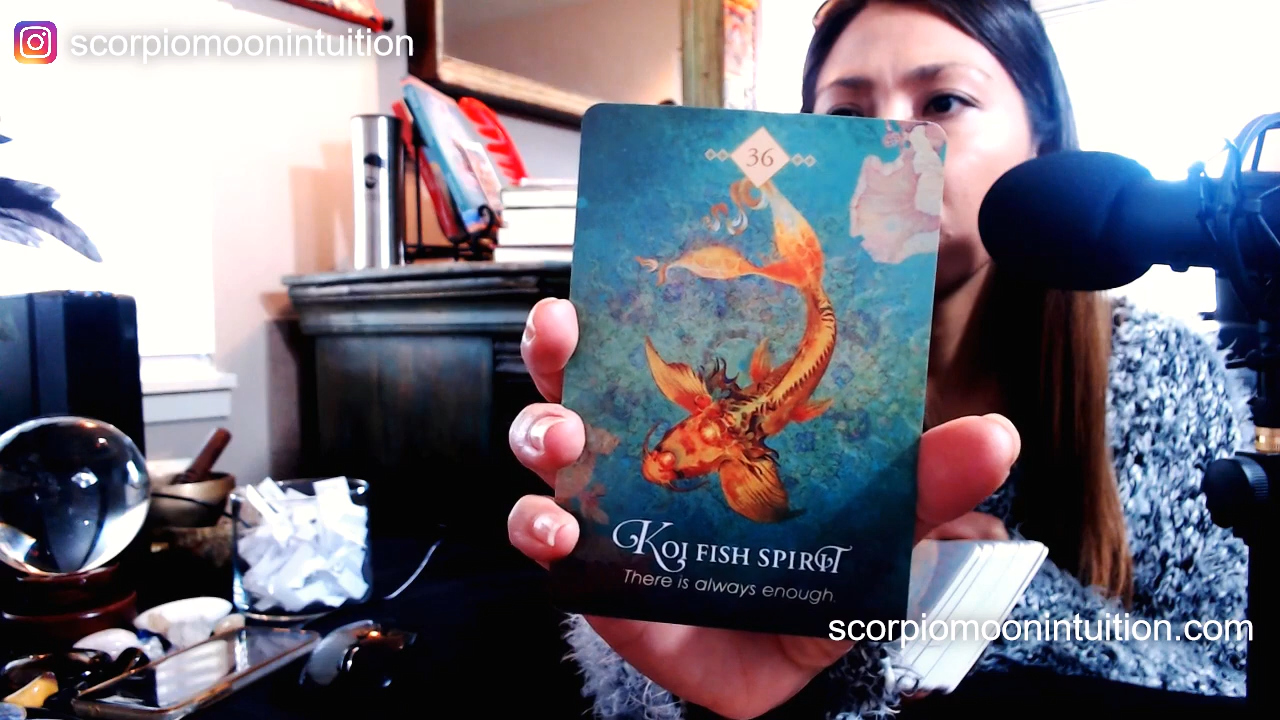 scorpiomoonintuition
36
Koi fish spirit
There is always enough.
scorpiomoonintuition.com